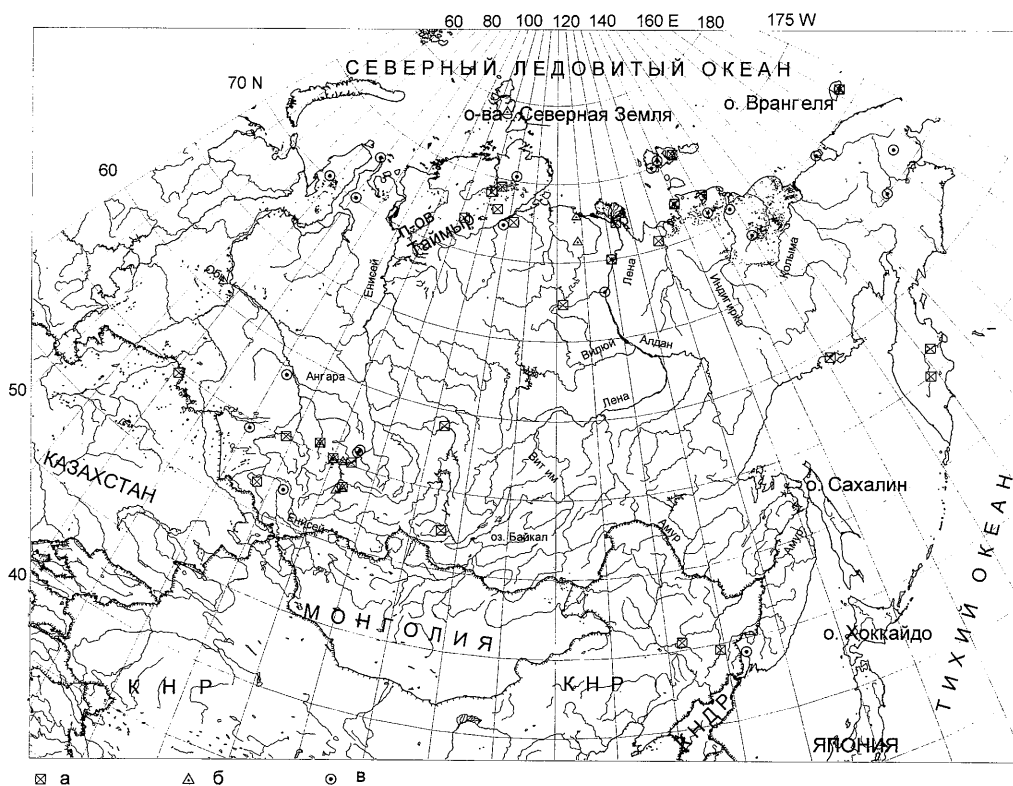 60 80 100 120 140 160 E 180 175 W
СЕВЕРНЫЙ ЛЕДОВИТЫЙ ОКЕАН
70 N
о. Врангеля
о-ва Северная Земля
60
п-ов Таймыр
Обь
Енисей
Лена
Индигирка
Колыма
Вилюй
Алдан
50
Ангара
Лена
КАЗАХСТАН
Вит им
о. Сахалин
Енисей
оз. Байкал
Амур
Амур
40
МОНГОЛИЯ
о. Хоккайдо
КНР
КНР
КНДР
ТИХИЙ ОКЕАН
ЯПОНИЯ
а б в